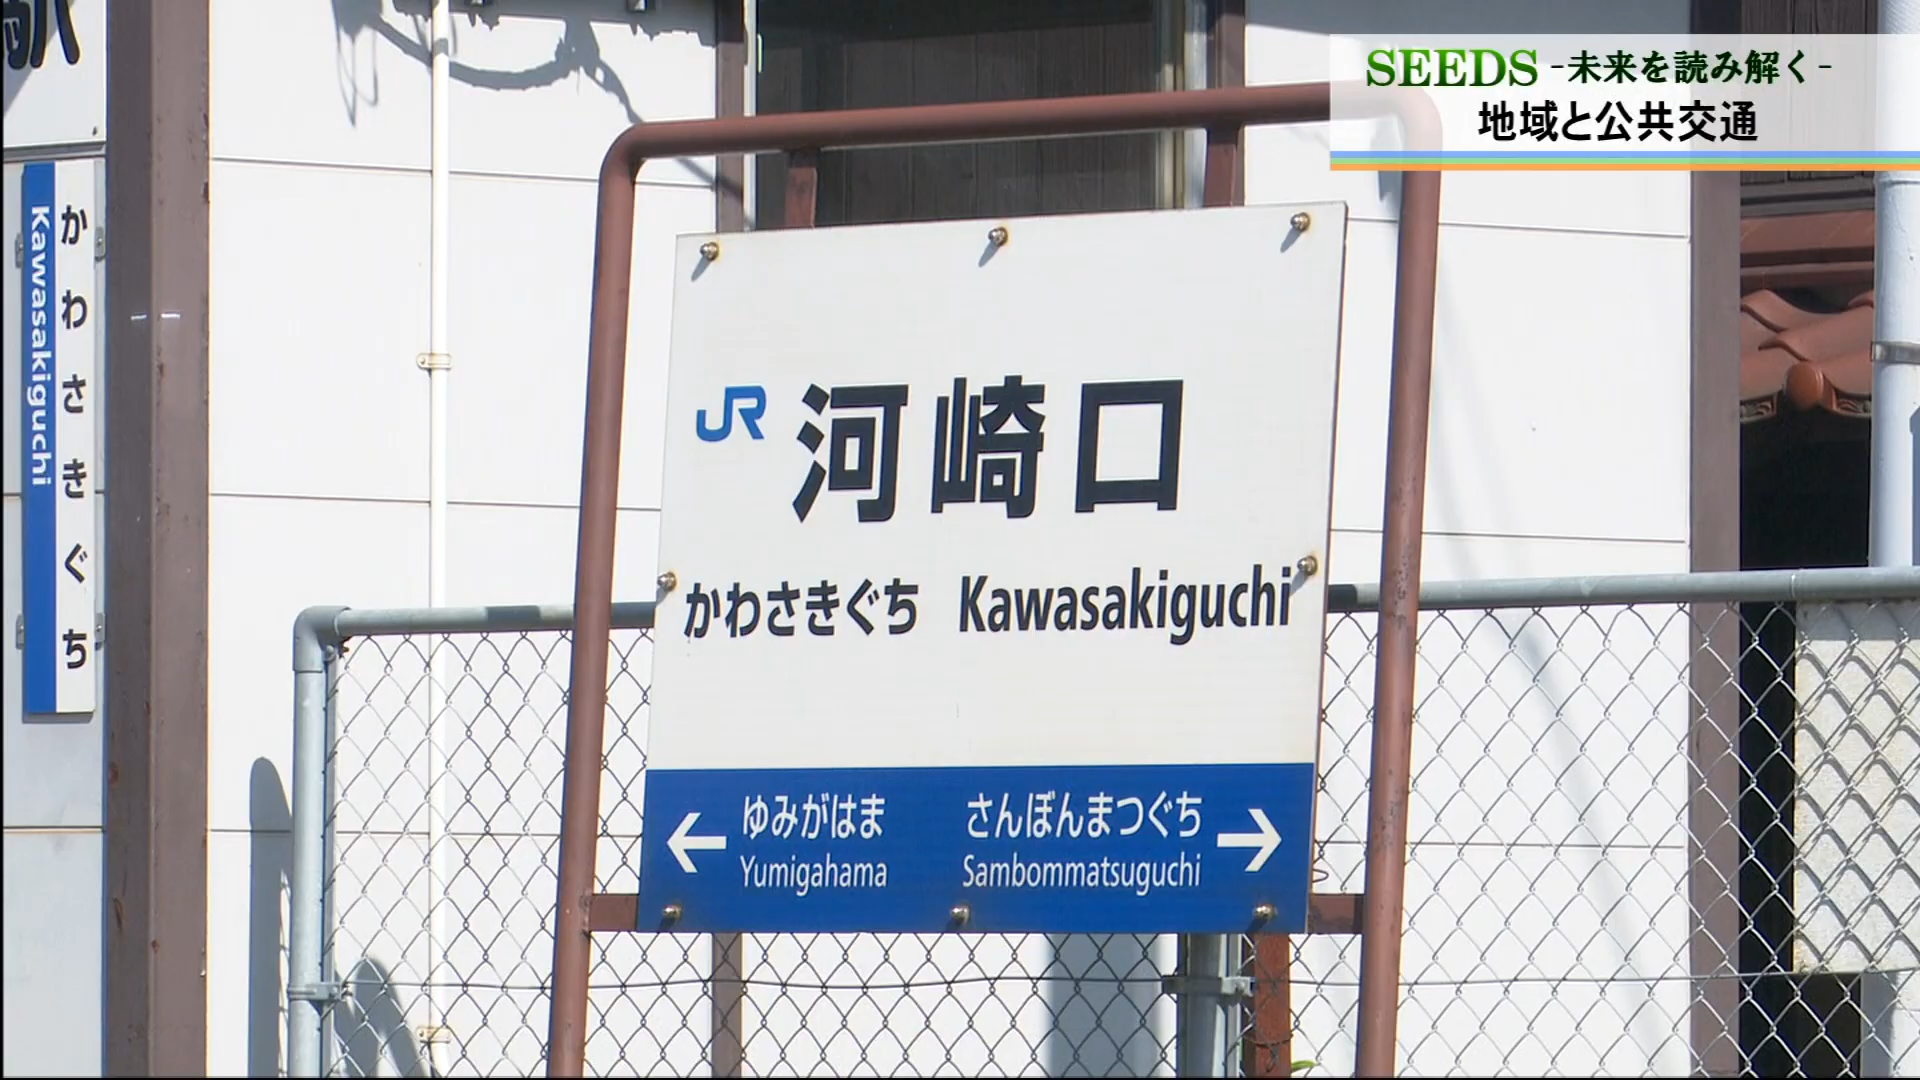 駅
SEEDS -未来を読み解く-
地域と公共交通
かわさきぐち
Kawasakiguchi
JR 河崎口
かわさきぐち Kawasakiguchi
← ゆみがはま さんぼんまつぐち →
Yumigahama Sambommatsuguchi